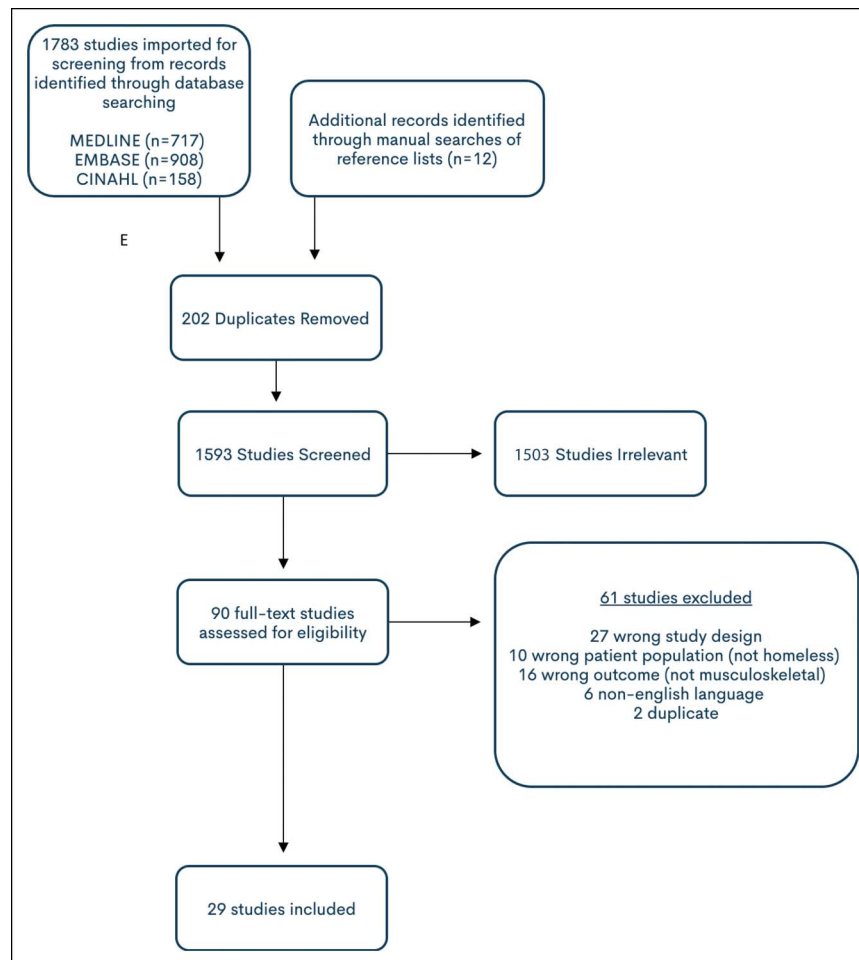 1783 studies imported for
screening from records
identified through database
searching
MEDLINE (n=717)
EMBASE (n=908)
CINAHL (n=158)
Additional records identified
through manual searches of
reference lists (n=12)
E
202 Duplicates Removed
1593 Studies Screened
1503 Studies Irrelevant
90 full-text studies
assessed for eligibility
61 studies excluded
27 wrong study design
10 wrong patient population (not homeless)
16 wrong outcome (not musculoskeletal)
6 non-english language
2 duplicate
29 studies included